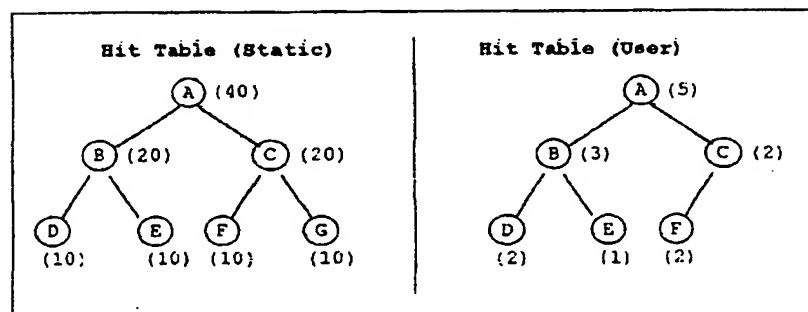 Hit Table (Static)
A (40)
B (20) C (20)
D E F G
(10) (10) (10) (10)
Hit Table (User)
A (5)
B (3) C (2)
D E F
(2) (1) (2)